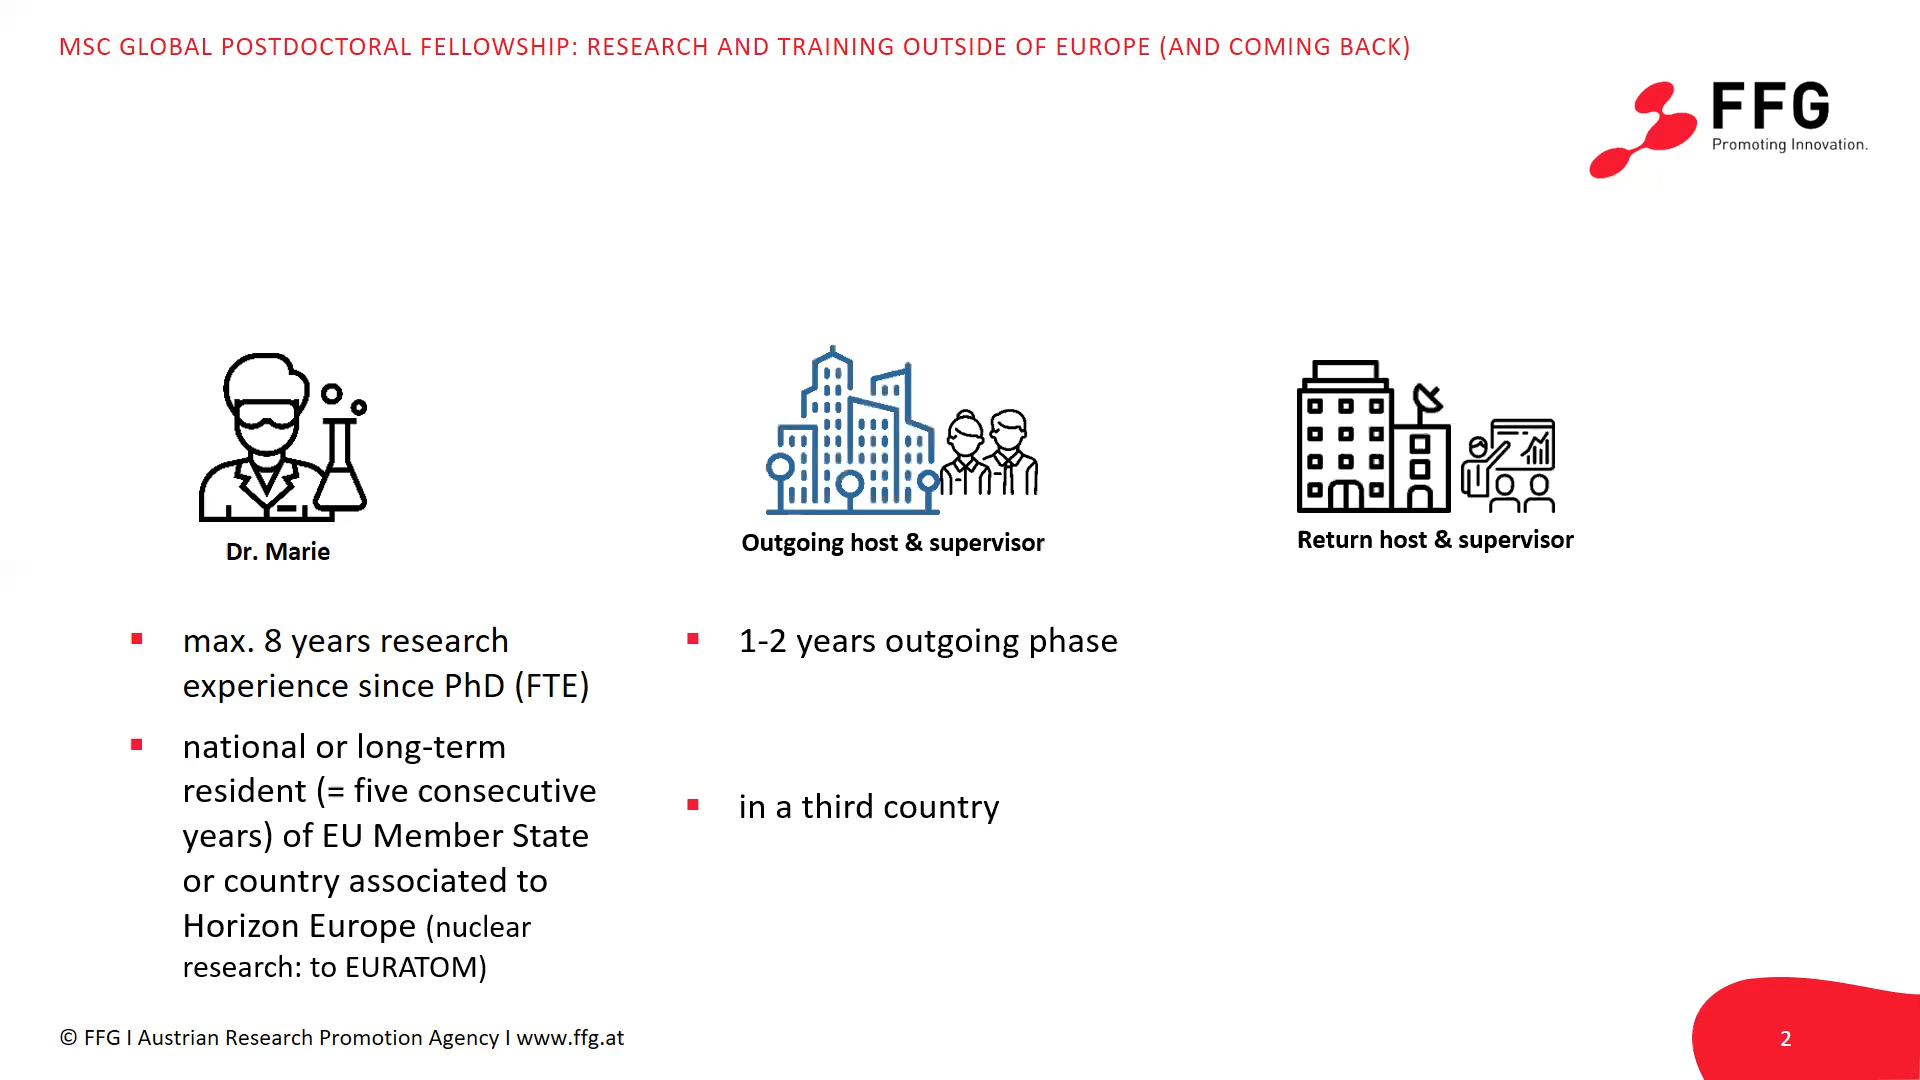 MSC GLOBAL POSTDOCTORAL FELLOWSHIP: RESEARCH AND TRAINING OUTSIDE OF EUROPE (AND COMING BACK)
FFG
Promoting Innovation.
Dr. Marie
Outgoing host & supervisor
Return host & supervisor
▪ max. 8 years research
experience since PhD (FTE)
▪ national or long-term
resident (= five consecutive
years) of EU Member State
or country associated to
Horizon Europe (nuclear
research: to EURATOM)
▪ 1-2 years outgoing phase
▪ in a third country
© FFG I Austrian Research Promotion Agency I www.ffg.at
2